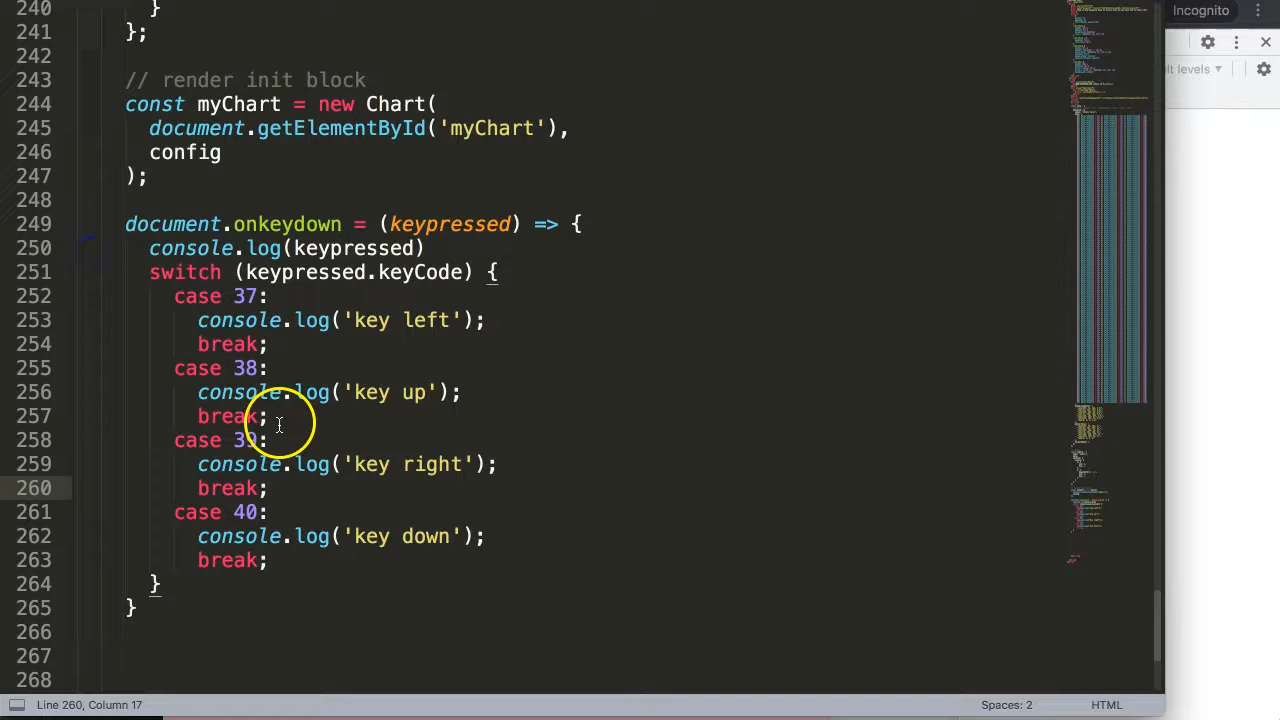 240 }
Incognito
241 };
242
lt levels
243 // render init block
244 const myChart = new Chart(
245 document.getElementById('myChart'),
246 config
247 );
248
249 document.onkeydown = (keypressed) => {
250 console.log(keypressed)
251 switch (keypressed.keyCode) {
252 case 37:
253 console.log('key left');
254 break;
255 case 38:
256 console.log('key up');
257 break;
258 case 39:
259 console.log('key right');
260 break;
261 case 40:
262 console.log('key down');
263 break;
264 }
265 }
266
267
268
Line 260, Column 17
Spaces: 2
HTML